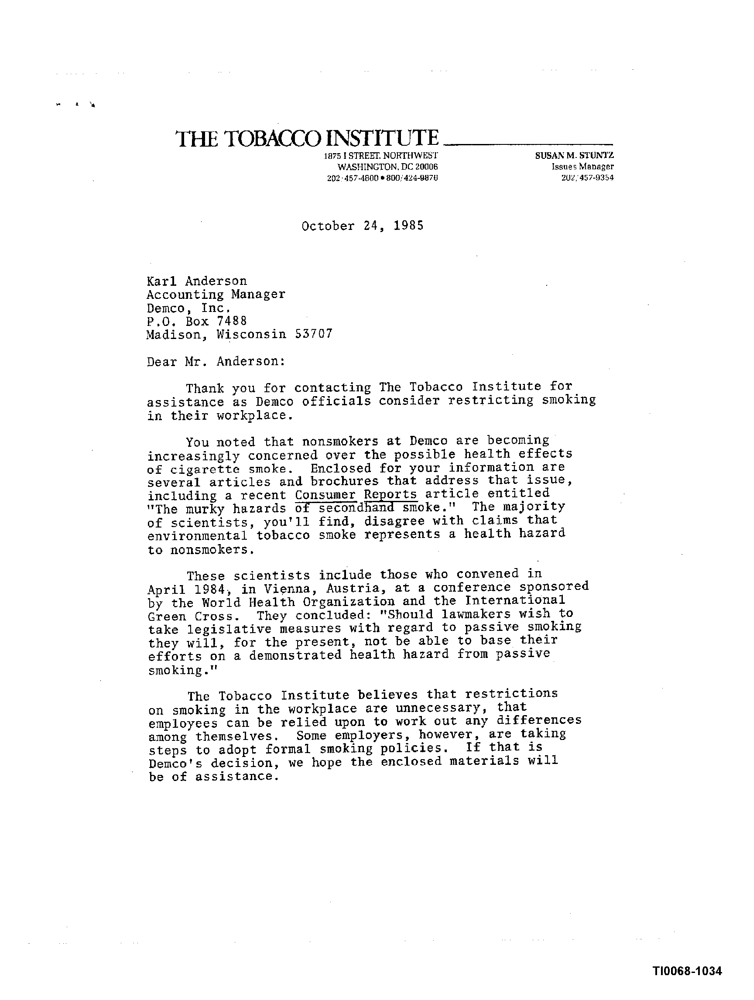 THE TOBACCO INSTITUTE
1875 I STREET, NORTHWEST
WASHINGTON, DC 20006
202/457-4800 • 800/424-9876
SUSAN M. STUNTZ
Issues Manager
202/457-9354
October 24, 1985
Karl Anderson
Accounting Manager
Demco, Inc.
P.O. Box 7488
Madison, Wisconsin 53707
Dear Mr. Anderson:
Thank you for contacting The Tobacco Institute for
assistance as Demco officials consider restricting smoking
in their workplace.
You noted that nonsmokers at Demco are becoming
increasingly concerned over the possible health effects
of cigarette smoke. Enclosed for your information are
several articles and brochures that address that issue,
including a recent Consumer Reports article entitled
"The murky hazards of secondhand smoke." The majority
of scientists, you'll find, disagree with claims that
environmental tobacco smoke represents a health hazard
to nonsmokers.
These scientists include those who convened in
April 1984, in Vienna, Austria, at a conference sponsored
by the World Health Organization and the International
Green Cross. They concluded: "Should lawmakers wish to
take legislative measures with regard to passive smoking
they will, for the present, not be able to base their
efforts on a demonstrated health hazard from passive
smoking."
The Tobacco Institute believes that restrictions
on smoking in the workplace are unnecessary, that
employees can be relied upon to work out any differences
among themselves. Some employers, however, are taking
steps to adopt formal smoking policies. If that is
Demco's decision, we hope the enclosed materials will
be of assistance.
TI0068-1034